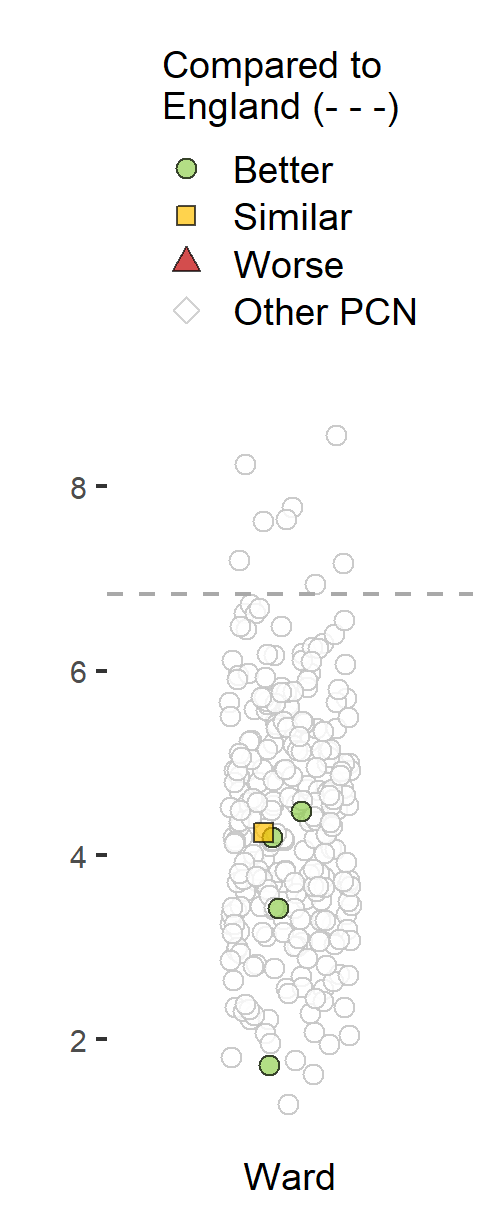 Compared to
England (- - -)
Better
Similar
Worse
Other PCN
8
6
4
2
Ward